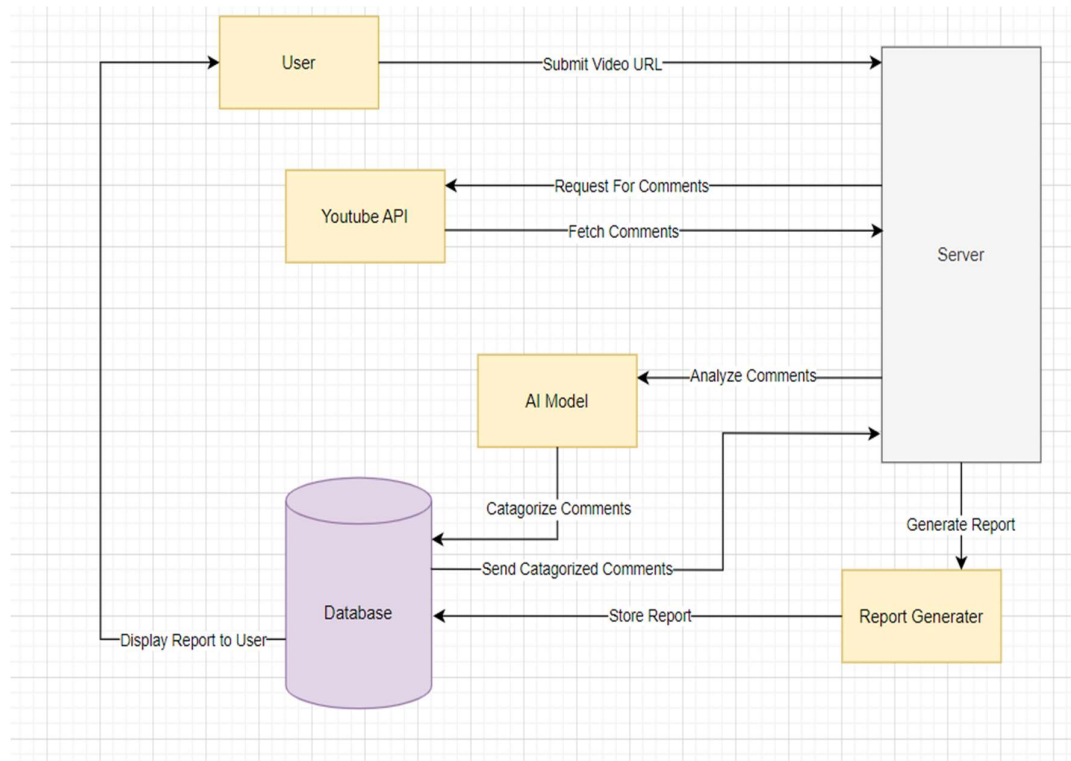 User
Submit Video URL
Request For Comments
Youtube API
Fetch Comments
Server
Analyze Comments
AI Model
Catagorize Comments
Generate Report
Send Catagorized Comments
Database
Store Report
Report Generater
Display Report to User